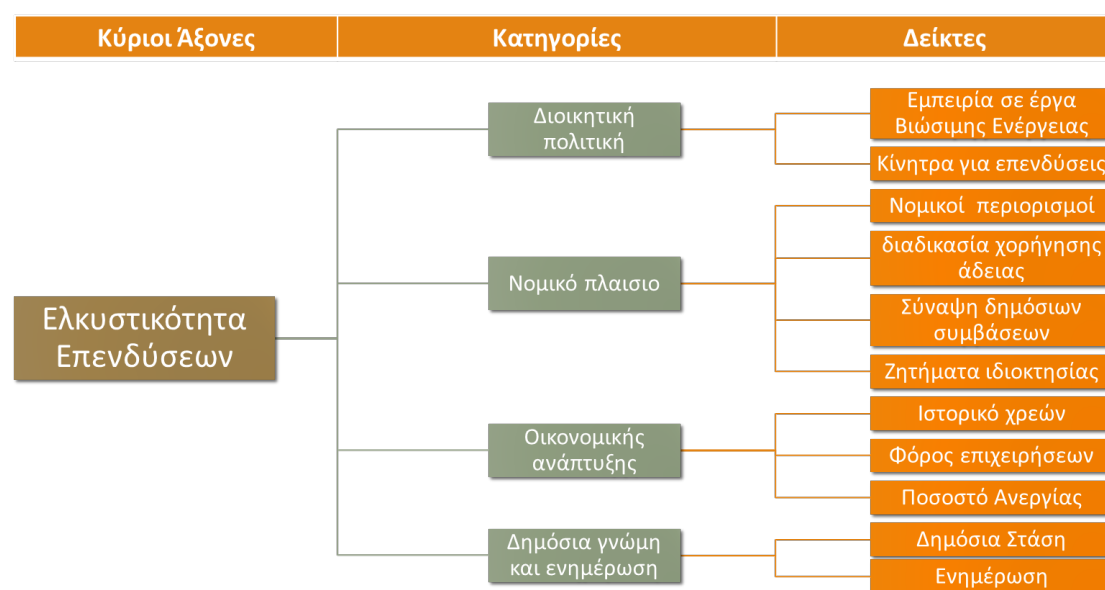 Κύριοι Άξονες
Κατηγορίες
Δείκτες
Ελκυστικότητα
Επενδύσεων
Διοικητική
πολιτική
Εμπειρία σε έργα
Βιώσιμης Ενέργειας
Κίνητρα για επενδύσεις
Νομικό πλαισιο
Νομικοί περιορισμοί
διαδικασία χορήγησης
άδειας
Σύναψη δημόσιων
συμβάσεων
Ζητήματα ιδιοκτησίας
Οικονομικής
ανάπτυξης
Ιστορικό χρεών
Φόρος επιχειρήσεων
Ποσοστό Ανεργίας
Δημόσια γνώμη
και ενημέρωση
Δημόσια Στάση
Ενημέρωση